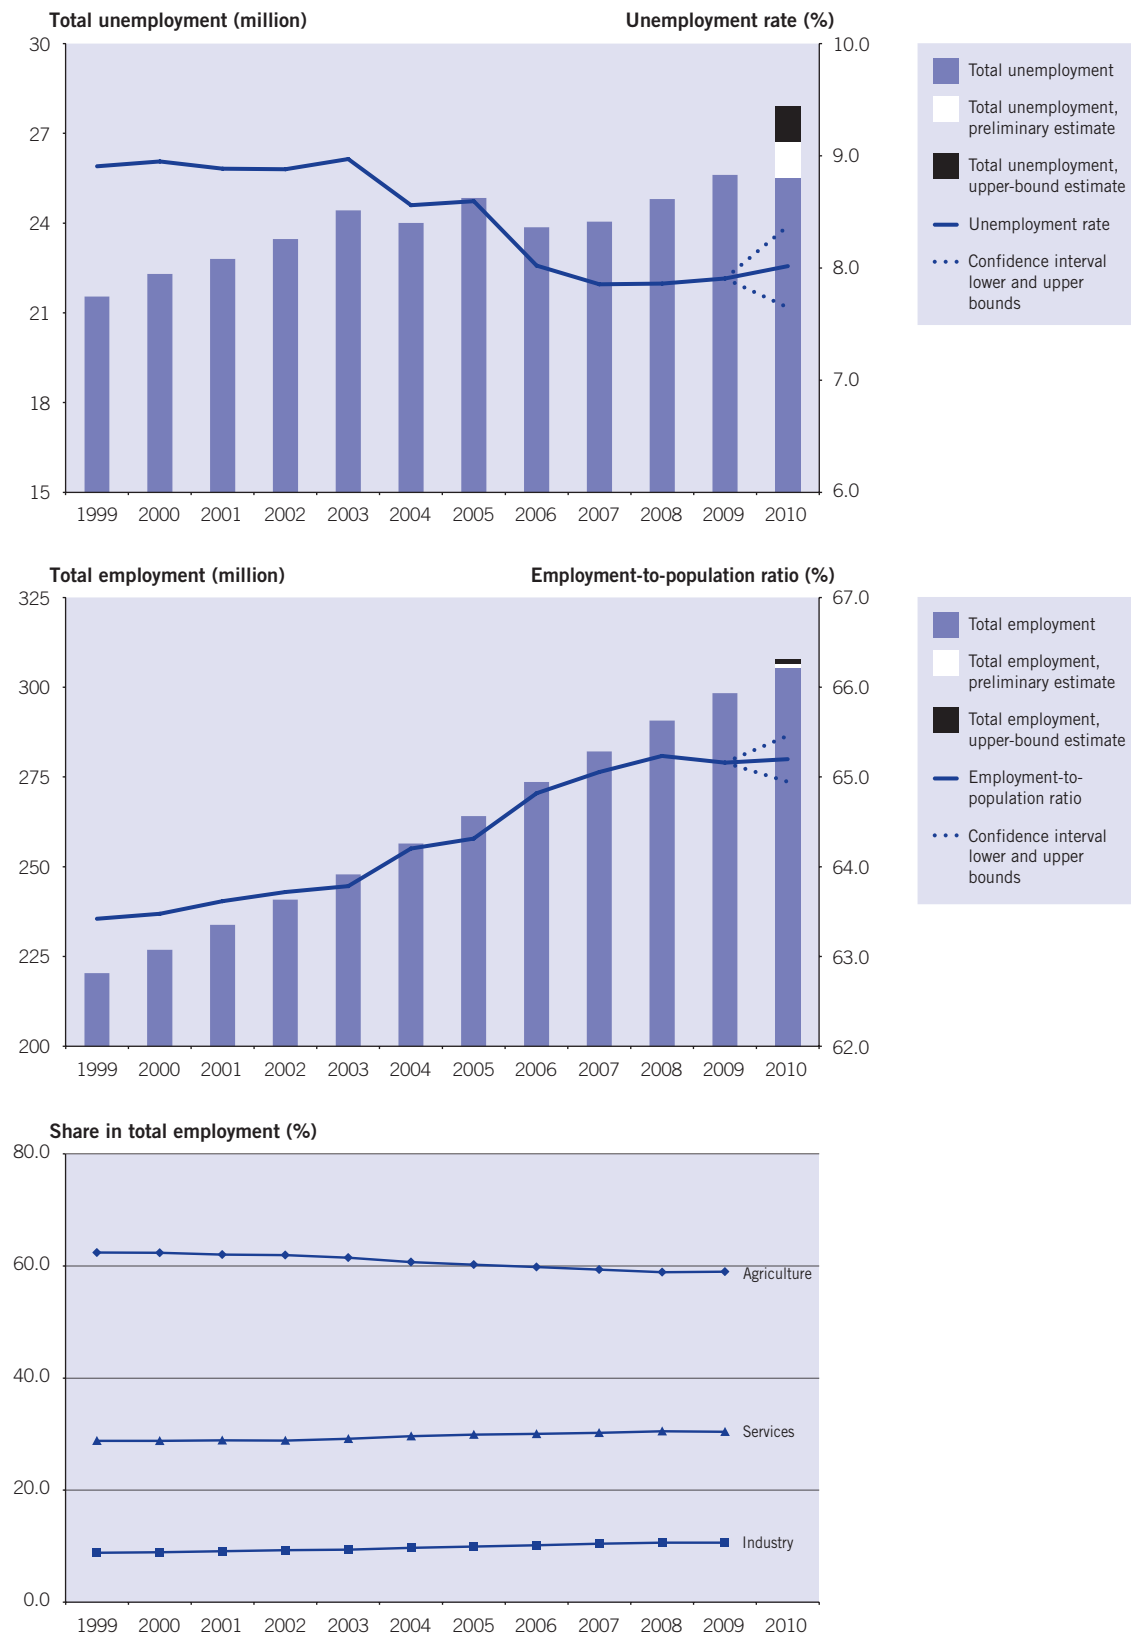 Total unemployment (million)
Unemployment rate (%)
30
27
24
21
18
15
10.0
9.0
8.0
7.0
6.0
1999 2000 2001 2002 2003 2004 2005 2006 2007 2008 2009 2010
Total unemployment
Total unemployment,
preliminary estimate
Total unemployment,
upper-bound estimate
Unemployment rate
Confidence interval
lower and upper
bounds
Total employment (million)
Employment-to-population ratio (%)
325
300
275
250
225
200
67.0
66.0
65.0
64.0
63.0
62.0
1999 2000 2001 2002 2003 2004 2005 2006 2007 2008 2009 2010
Total employment
Total employment,
preliminary estimate
Total employment,
upper-bound estimate
Employment-to-
population ratio
Confidence interval
lower and upper
bounds
Share in total employment (%)
80.0
60.0
40.0
20.0
0.0
Agriculture
Services
Industry
1999 2000 2001 2002 2003 2004 2005 2006 2007 2008 2009 2010